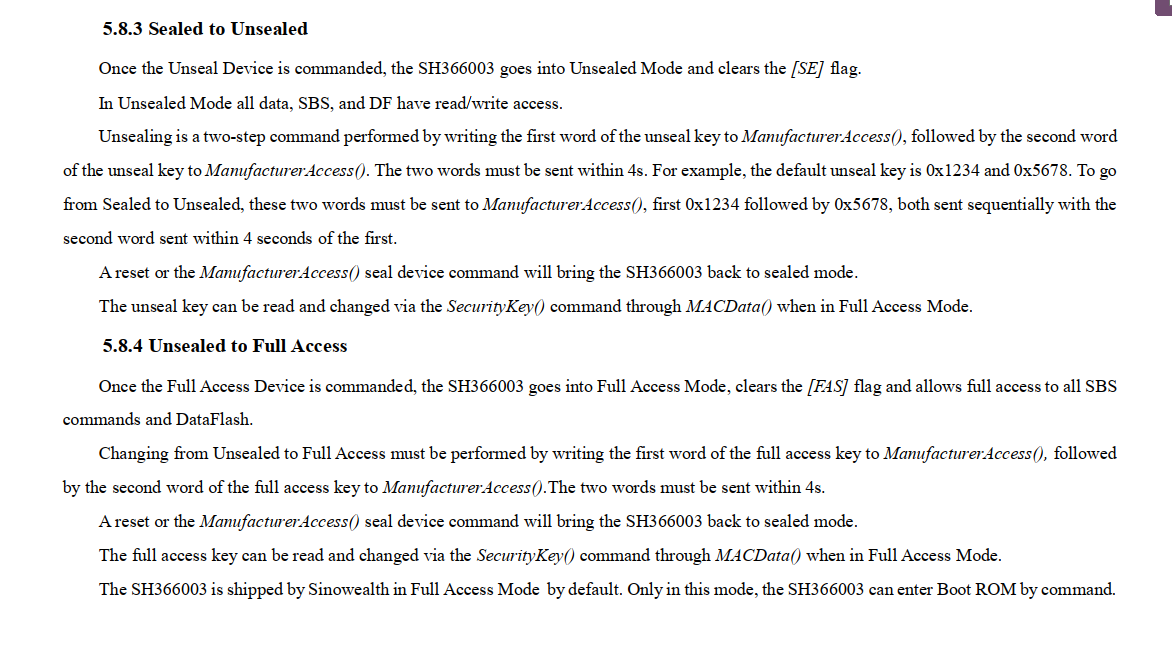 5.8.3 Sealed to Unsealed
Once the Unseal Device is commanded, the SH366003 goes into Unsealed Mode and clears the [SE] flag.
In Unsealed Mode all data, SBS, and DF have read/write access.
Unsealing is a two-step command performed by writing the first word of the unseal key to ManufacturerAccess(), followed by the second word
of the unseal key to ManufacturerAccess(). The two words must be sent within 4s. For example, the default unseal key is 0x1234 and 0x5678. To go
from Sealed to Unsealed, these two words must be sent to ManufacturerAccess(), first 0x1234 followed by 0x5678, both sent sequentially with the
second word sent within 4 seconds of the first.
A reset or the ManufacturerAccess() seal device command will bring the SH366003 back to sealed mode.
The unseal key can be read and changed via the SecurityKey() command through MACData() when in Full Access Mode.
5.8.4 Unsealed to Full Access
Once the Full Access Device is commanded, the SH366003 goes into Full Access Mode, clears the [FAS] flag and allows full access to all SBS
commands and DataFlash.
Changing from Unsealed to Full Access must be performed by writing the first word of the full access key to ManufacturerAccess(), followed
by the second word of the full access key to ManufacturerAccess().The two words must be sent within 4s.
A reset or the ManufacturerAccess() seal device command will bring the SH366003 back to sealed mode.
The full access key can be read and changed via the SecurityKey() command through MACData() when in Full Access Mode.
The SH366003 is shipped by Sinowealth in Full Access Mode by default. Only in this mode, the SH366003 can enter Boot ROM by command.